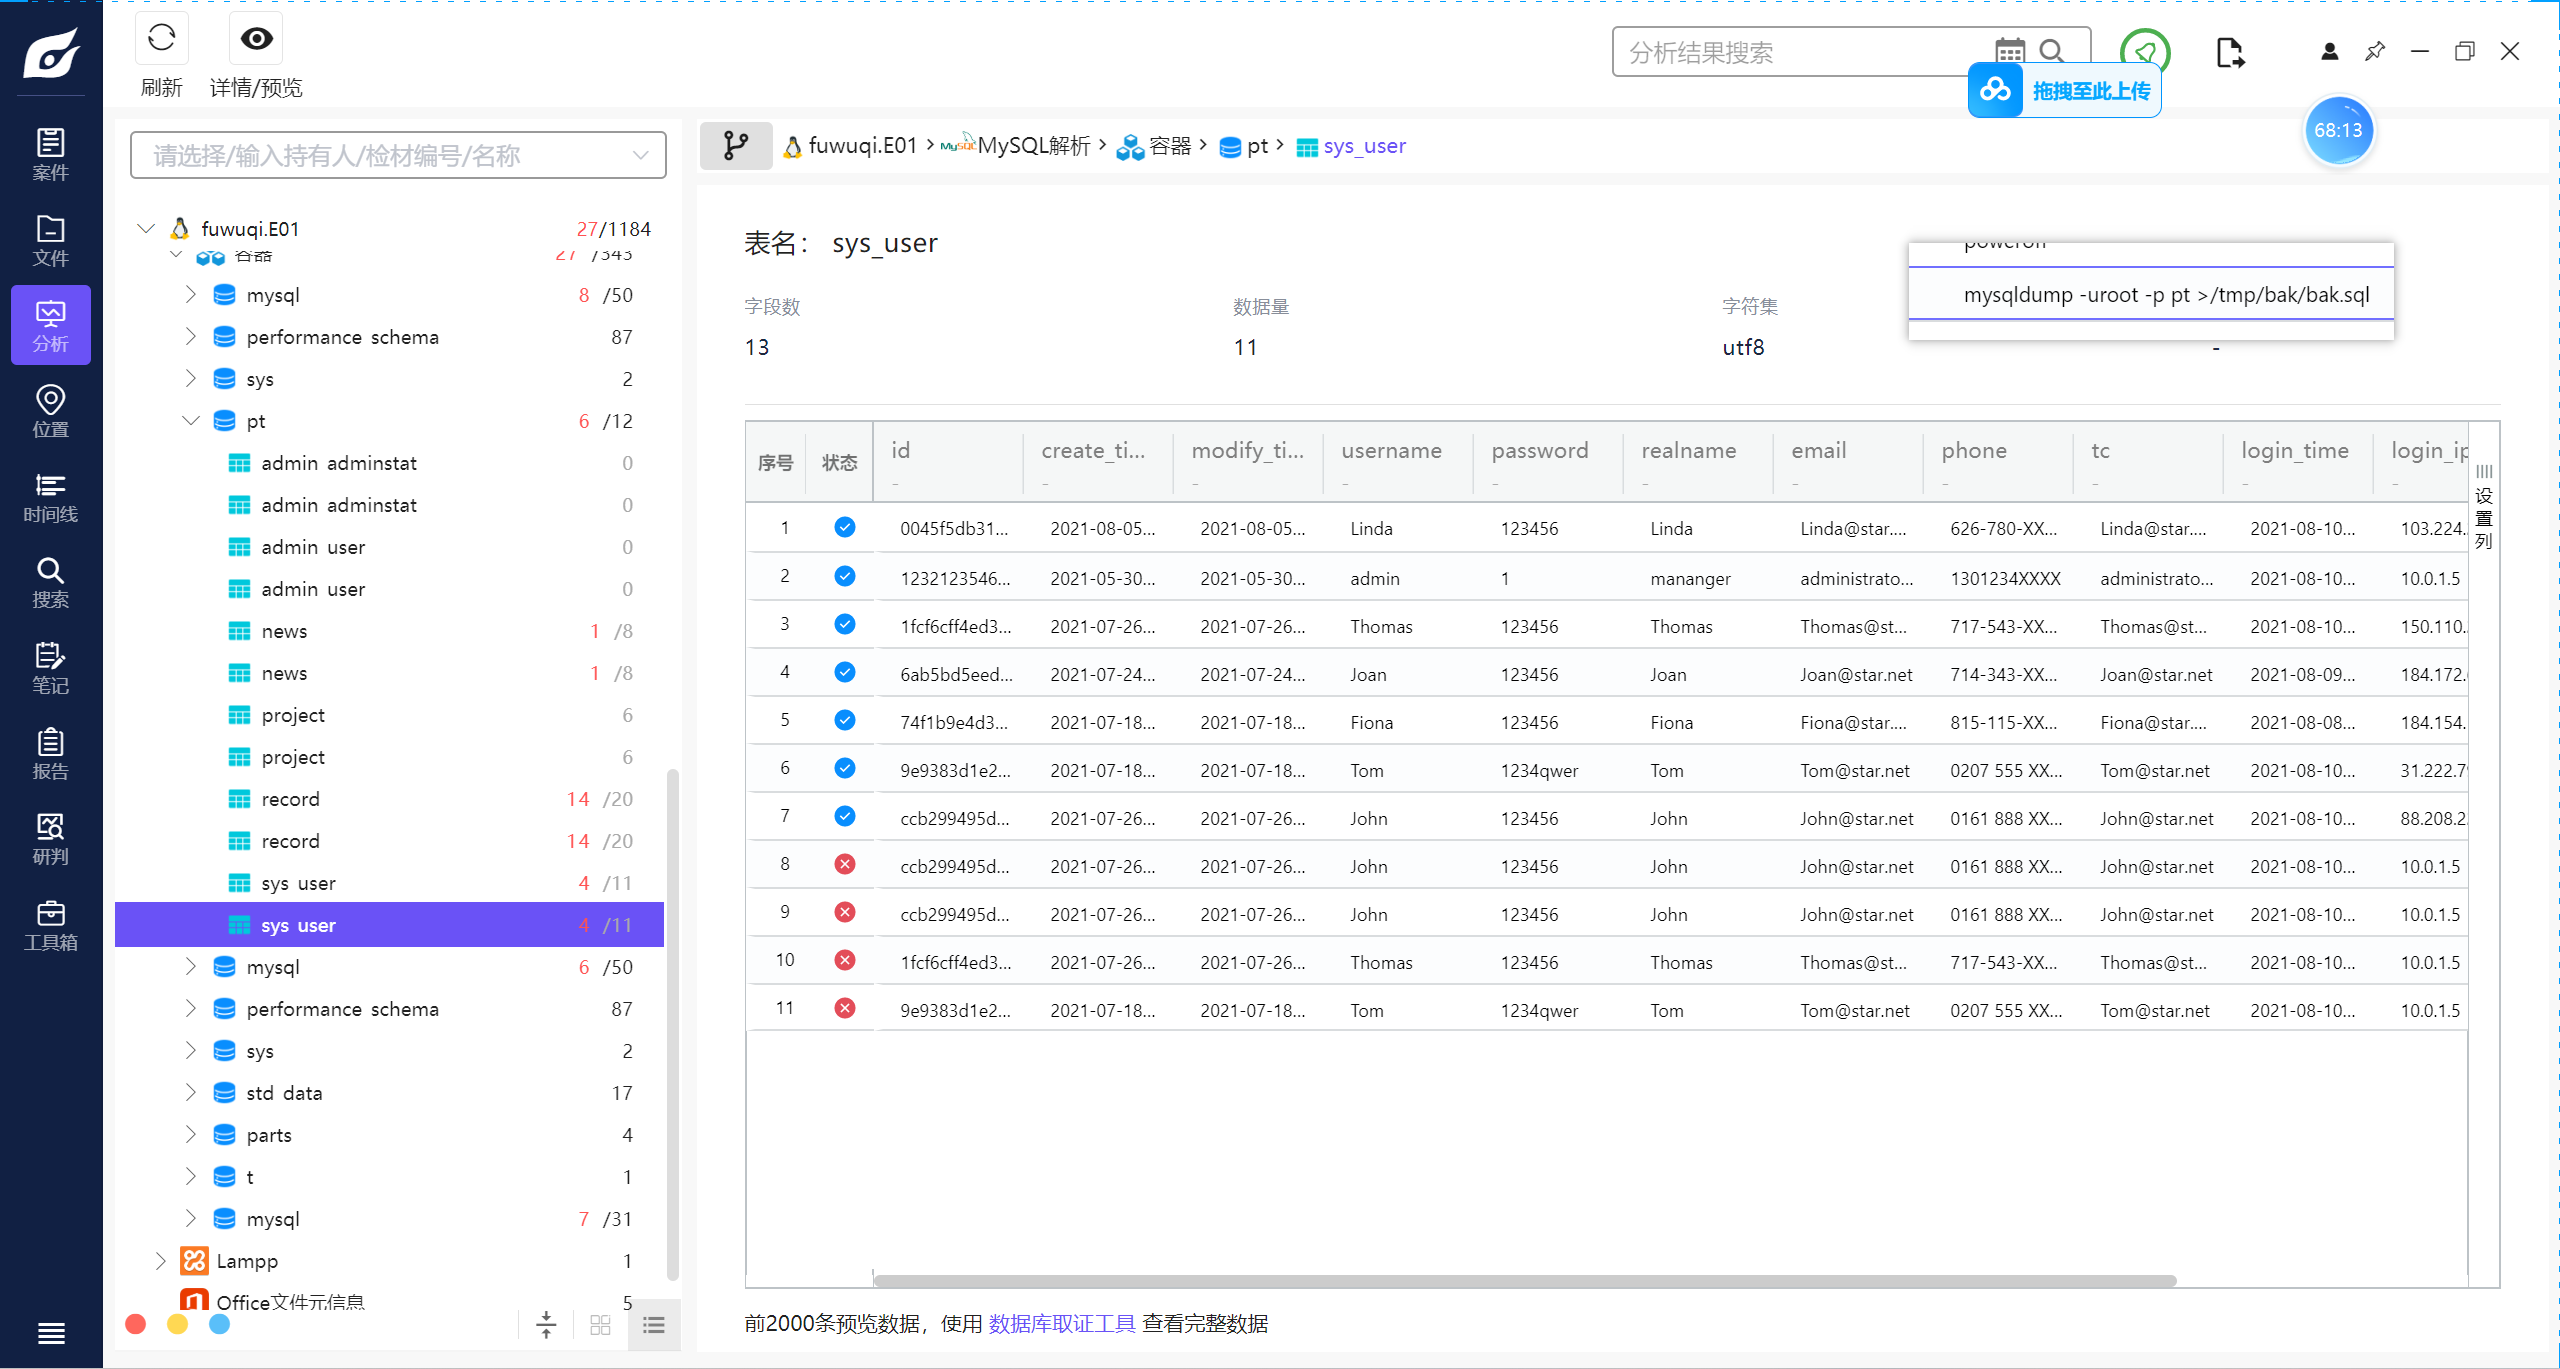 刷新
详情/预览
分析结果搜索
拖拽至此上传
68:13
案件
文件
分析
位置
时间线
搜索
笔记
报告
研判
工具箱
请选择/输入持有人/检材编号/名称
fuwuqi.E01 27/1184
容器 27 /343
mysql 8 /50
performance schema 87
sys 2
pt 6 /12
admin adminstat 0
admin adminstat 0
admin user 0
admin user 0
news 1 /8
news 1 /8
project 6
project 6
record 14 /20
record 14 /20
sys user 4 /11
sys user 4 /11
mysql 6 /50
performance schema 87
sys 2
std data 17
parts 4
t 1
mysql 7 /31
Lampp 1
Office文件元信息 5
fuwuqi.E01 > MySQL MySQL解析 > 容器 > pt > sys_user
表名： sys_user
poweroff
mysqldump -uroot -p pt >/tmp/bak/bak.sql
字段数 数据量 字符集
13 11 utf8 -
序号 状态 id create_ti... modify_ti... username password realname email phone tc login_time login_ip
- - - - - - - - - - -
设置列
1 0045f5db31... 2021-08-05... 2021-08-05... Linda 123456 Linda Linda@star.... 626-780-XX... Linda@star.... 2021-08-10... 103.224.
2 1232123546... 2021-05-30... 2021-05-30... admin 1 mananger administrato... 1301234XXXX administrato... 2021-08-10... 10.0.1.5
3 1fcf6cff4ed3... 2021-07-26... 2021-07-26... Thomas 123456 Thomas Thomas@st... 717-543-XX... Thomas@st... 2021-08-10... 150.110.
4 6ab5bd5eed... 2021-07-24... 2021-07-24... Joan 123456 Joan Joan@star.net 714-343-XX... Joan@star.net 2021-08-09... 184.172.
5 74f1b9e4d3... 2021-07-18... 2021-07-18... Fiona 123456 Fiona Fiona@star.... 815-115-XX... Fiona@star.... 2021-08-08... 184.154.
6 9e9383d1e2... 2021-07-18... 2021-07-18... Tom 1234qwer Tom Tom@star.net 0207 555 XX... Tom@star.net 2021-08-10... 31.222.7
7 ccb299495d... 2021-07-26... 2021-07-26... John 123456 John John@star.net 0161 888 XX... John@star.net 2021-08-10... 88.208.2
8 ccb299495d... 2021-07-26... 2021-07-26... John 123456 John John@star.net 0161 888 XX... John@star.net 2021-08-10... 10.0.1.5
9 ccb299495d... 2021-07-26... 2021-07-26... John 123456 John John@star.net 0161 888 XX... John@star.net 2021-08-10... 10.0.1.5
10 1fcf6cff4ed3... 2021-07-26... 2021-07-26... Thomas 123456 Thomas Thomas@st... 717-543-XX... Thomas@st... 2021-08-10... 10.0.1.5
11 9e9383d1e2... 2021-07-18... 2021-07-18... Tom 1234qwer Tom Tom@star.net 0207 555 XX... Tom@star.net 2021-08-10... 10.0.1.5
前2000条预览数据，使用 数据库取证工具 查看完整数据